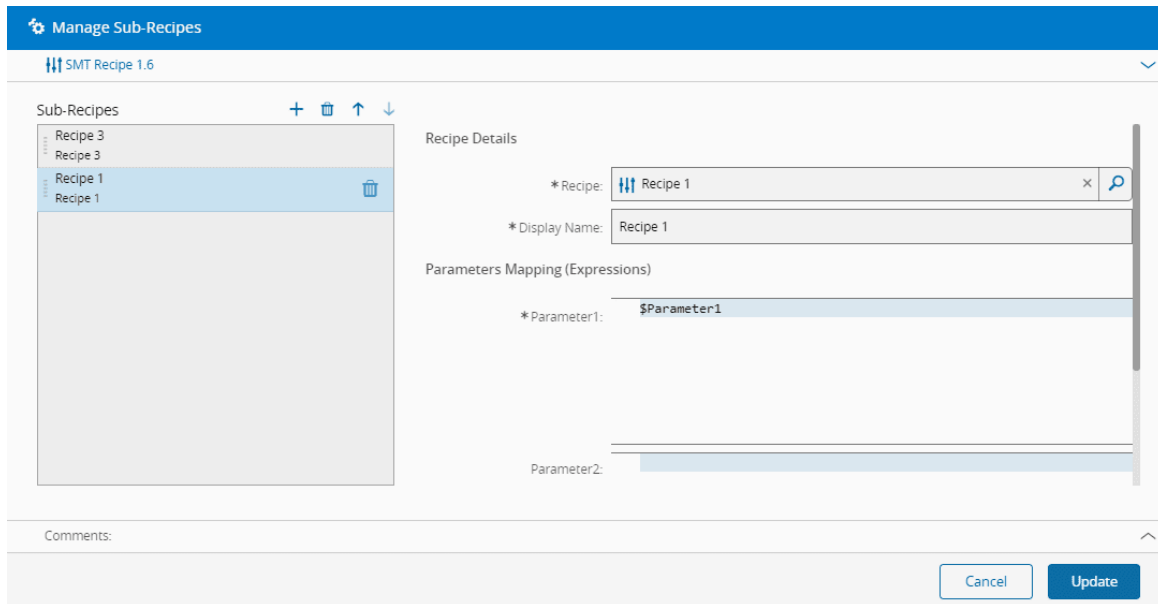 Manage Sub-Recipes
SMT Recipe 1.6
Sub-Recipes
Recipe 3
Recipe 3
Recipe 1
Recipe 1
Recipe Details
*Recipe: Recipe 1
*Display Name: Recipe 1
Parameters Mapping (Expressions)
*Parameter1: $Parameter1
Parameter2:
Comments:
Cancel Update